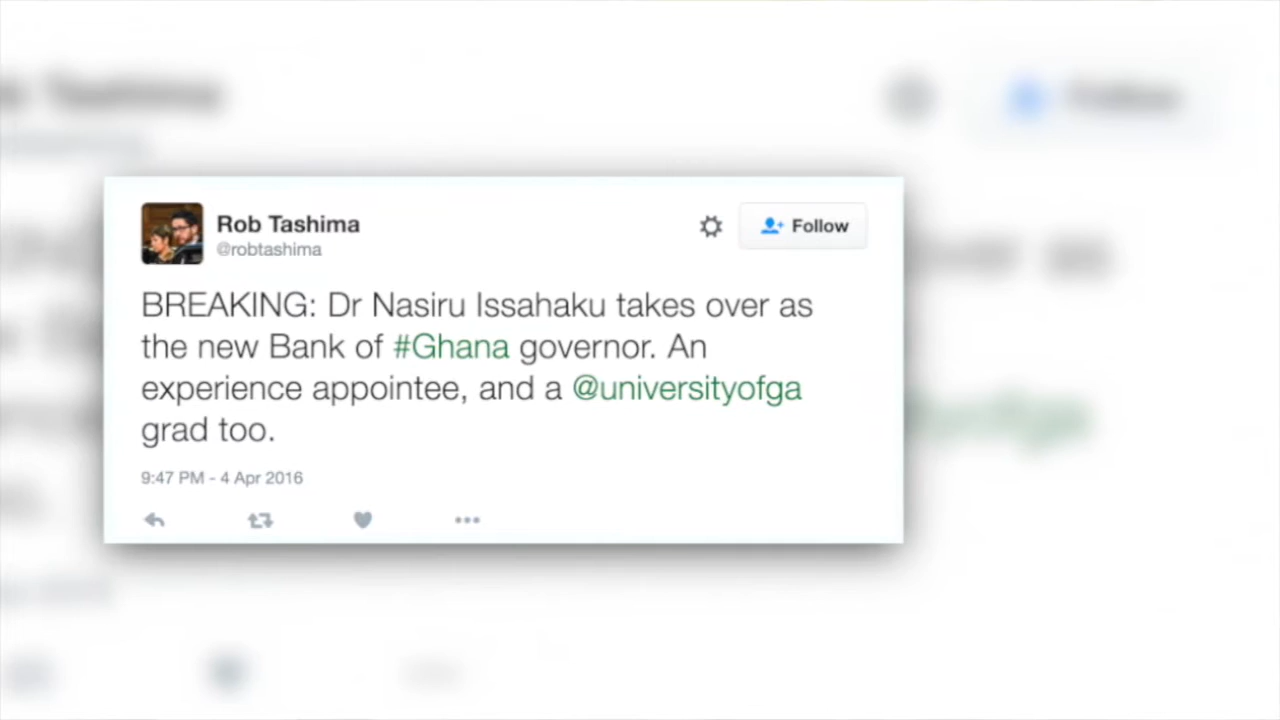 Rob Tashima
@robtashima
Follow
BREAKING: Dr Nasiru Issahaku takes over as
the new Bank of #Ghana governor. An
experience appointee, and a @universityofga
grad too.
9:47 PM - 4 Apr 2016